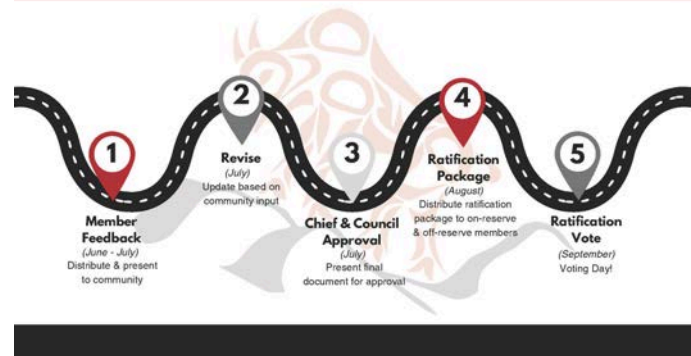 1
Member
Feedback
(June - July)
Distribute & present
to community
2
Revise
(July)
Update based on
community input
3
Chief & Council
Approval
(July)
Present final
document for approval
4
Ratification
Package
(August)
Distribute ratification
package to on-reserve
& off-reserve members
5
Ratification
Vote
(September)
Voting Day!